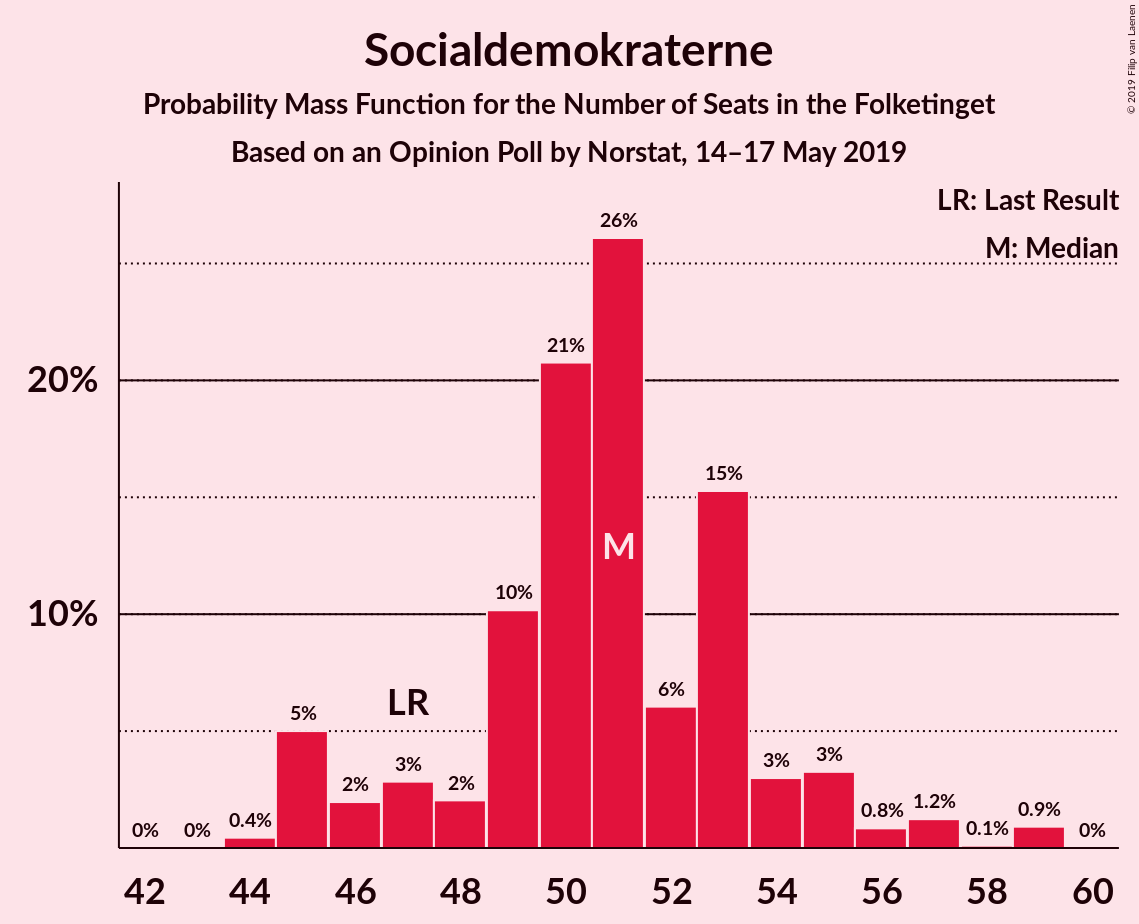 Socialdemokraterne
Probability Mass Function for the Number of Seats in the Folketinget
Based on an Opinion Poll by Norstat, 14–17 May 2019
© 2019 Filip van Laenen
LR: Last Result
M: Median
20%
10%
0%
0%
0.4%
5%
2%
3%
LR
2%
10%
21%
26%
M
6%
15%
3%
3%
0.8%
1.2%
0.1%
0.9%
0%
42 44 46 48 50 52 54 56 58 60